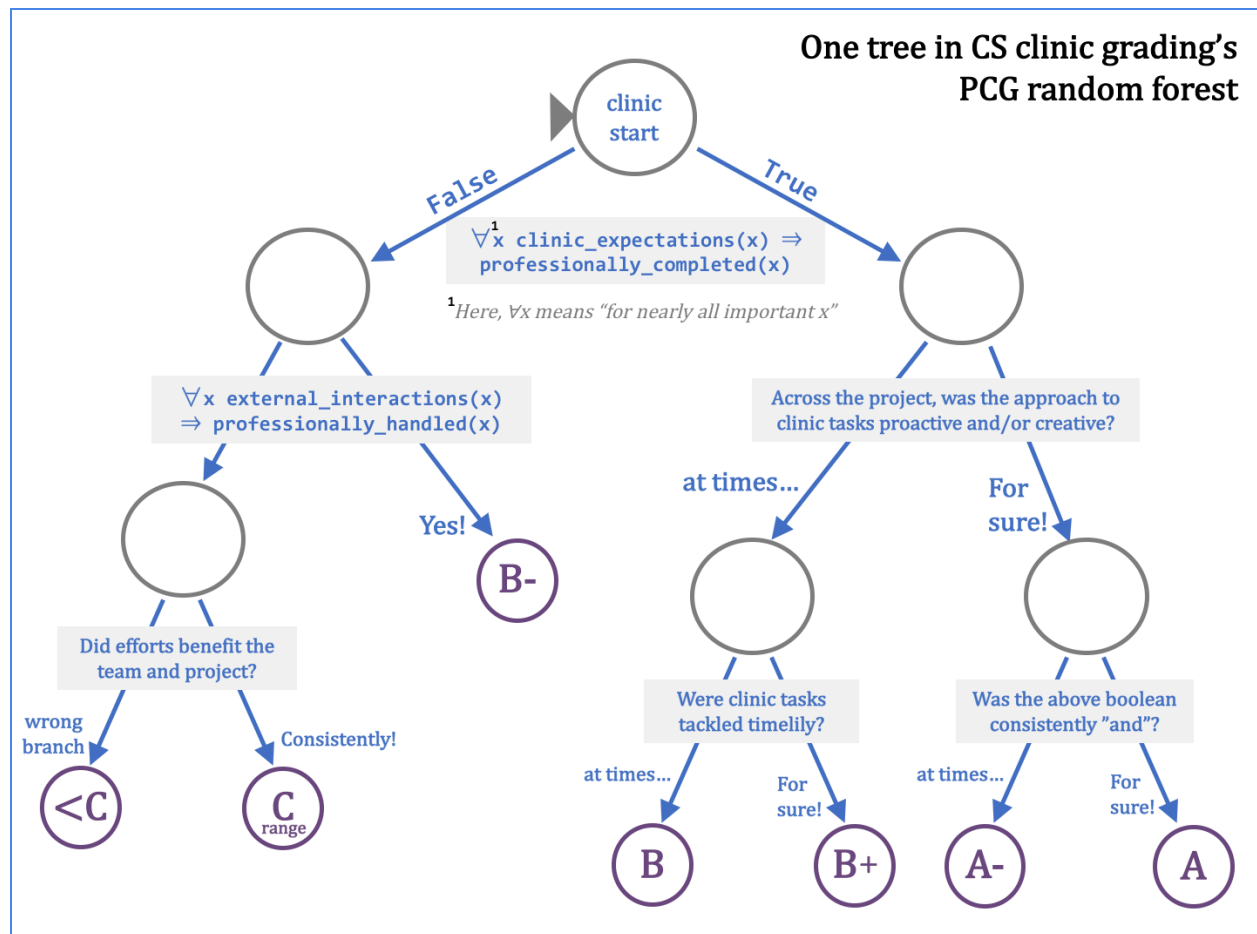 One tree in CS clinic grading's
PCG random forest
clinic
start
False
True
∀¹x clinic_expectations(x) ⇒
professionally_completed(x)
¹Here, ∀x means “for nearly all important x”
∀x external_interactions(x)
⇒ professionally_handled(x)
Across the project, was the approach to
clinic tasks proactive and/or creative?
at times…
For
sure!
Yes!
B-
Did efforts benefit the
team and project?
Were clinic tasks
tackled timelily?
Was the above boolean
consistently ”and”?
wrong
branch
Consistently!
at times…
For
sure!
at times…
For
sure!
<C
C
range
B
B+
A-
A